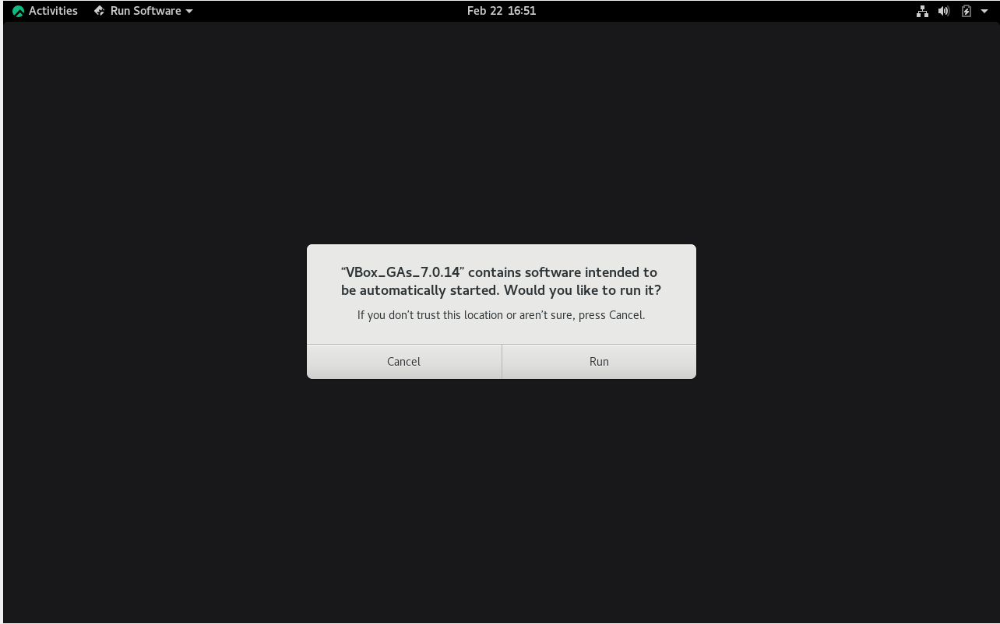 Activities Run Software Feb 22 16:51
“VBox_GAs_7.0.14” contains software intended to
be automatically started. Would you like to run it?
If you don’t trust this location or aren’t sure, press Cancel.
Cancel Run